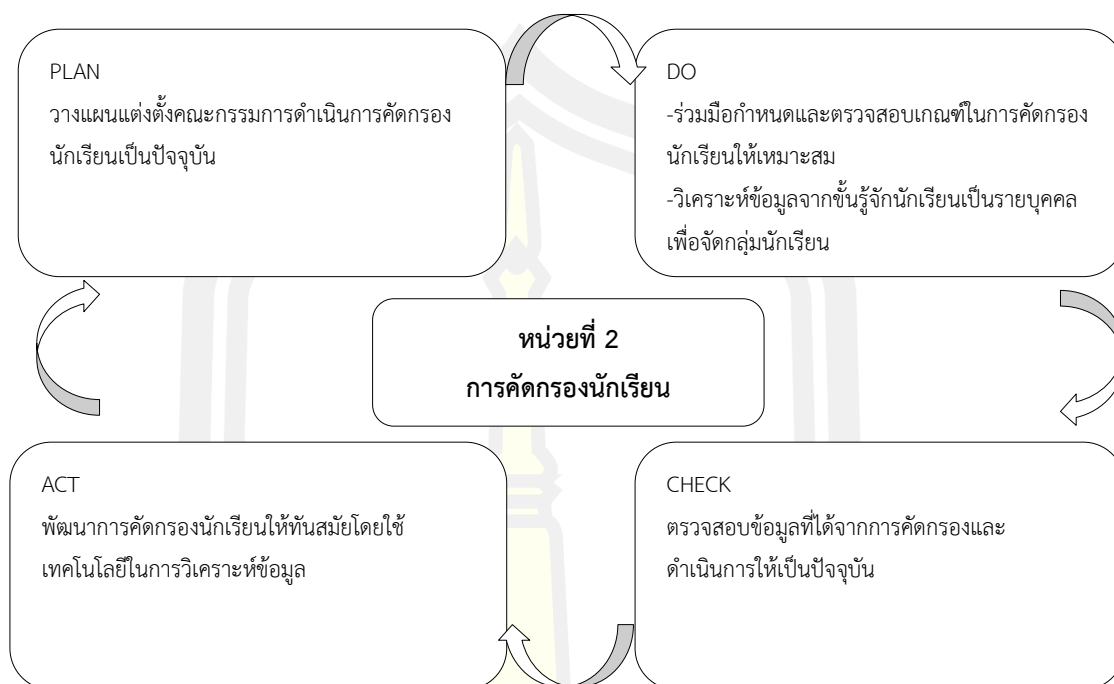 PLAN
วางแผนแต่งตั้งคณะกรรมการดำเนินการคัดกรอง
นักเรียนเป็นปัจจุบัน
DO
-ร่วมมือกำหนดและตรวจสอบเกณฑ์ในการคัดกรอง
นักเรียนให้เหมาะสม
-วิเคราะห์ข้อมูลจากขั้นรู้จักนักเรียนเป็นรายบุคคล
เพื่อจัดกลุ่มนักเรียน
หน่วยที่ 2
การคัดกรองนักเรียน
ACT
พัฒนาการคัดกรองนักเรียนให้ทันสมัยโดยใช้
เทคโนโลยีในการวิเคราะห์ข้อมูล
CHECK
ตรวจสอบข้อมูลที่ได้จากการคัดกรองและ
ดำเนินการให้เป็นปัจจุบัน